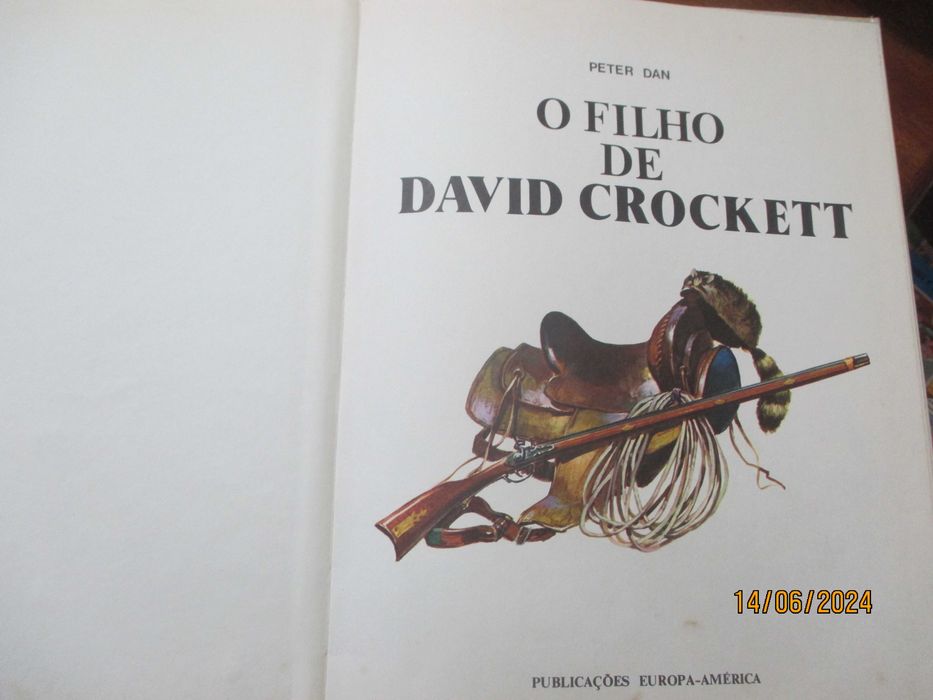 PETER DAN
O FILHO
DE
DAVID CROCKETT
14/06/2024
PUBLICAÇÕES EUROPA-AMÉRICA